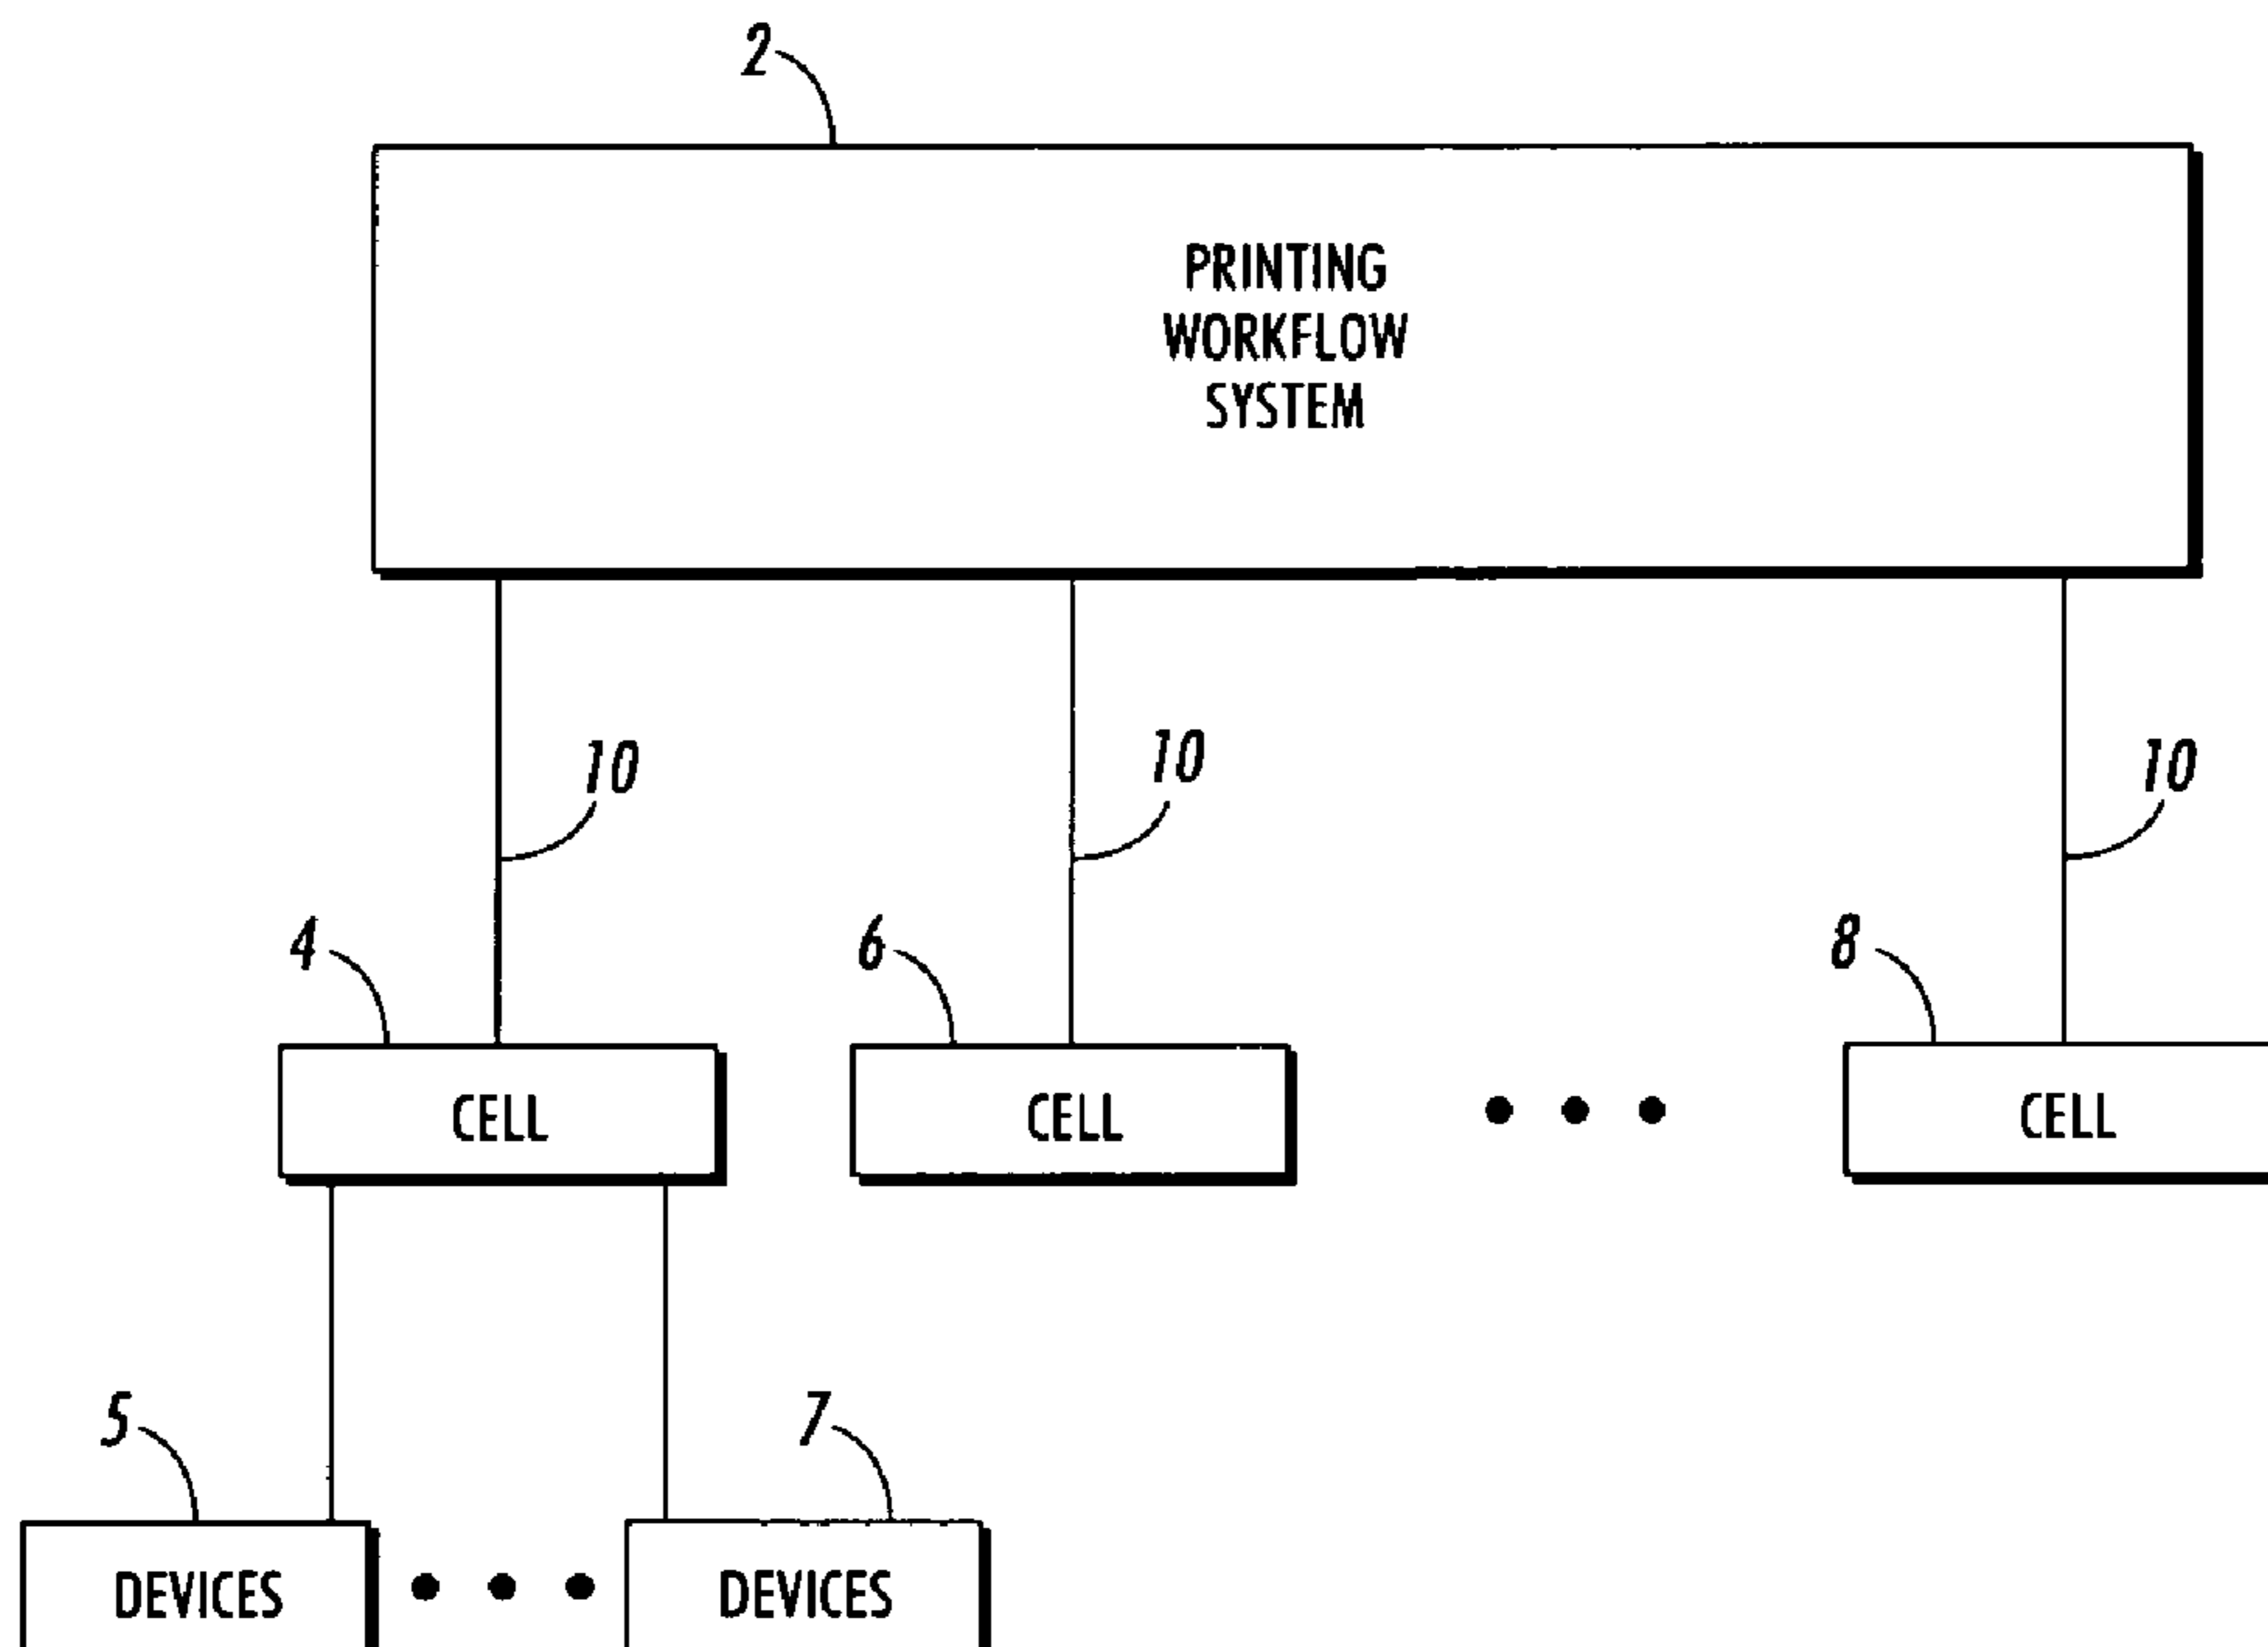 2
PRINTING
WORKFLOW
SYSTEM
10
10
10
4
6
8
CELL
CELL
CELL
5
7
DEVICES
DEVICES